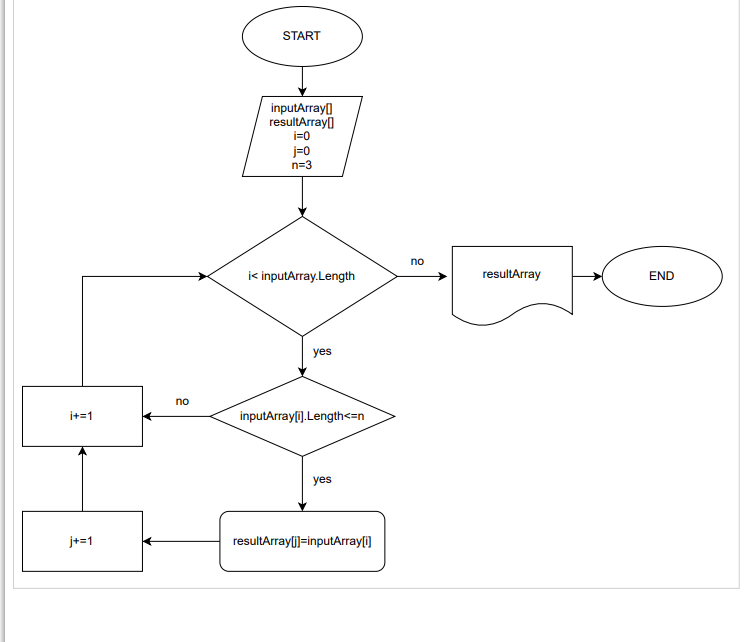 START
inputArray[]
resultArray[]
i=0
j=0
n=3
i< inputArray.Length
no
resultArray
END
yes
inputArray[i].Length<=n
no
i+=1
yes
resultArray[j]=inputArray[i]
j+=1